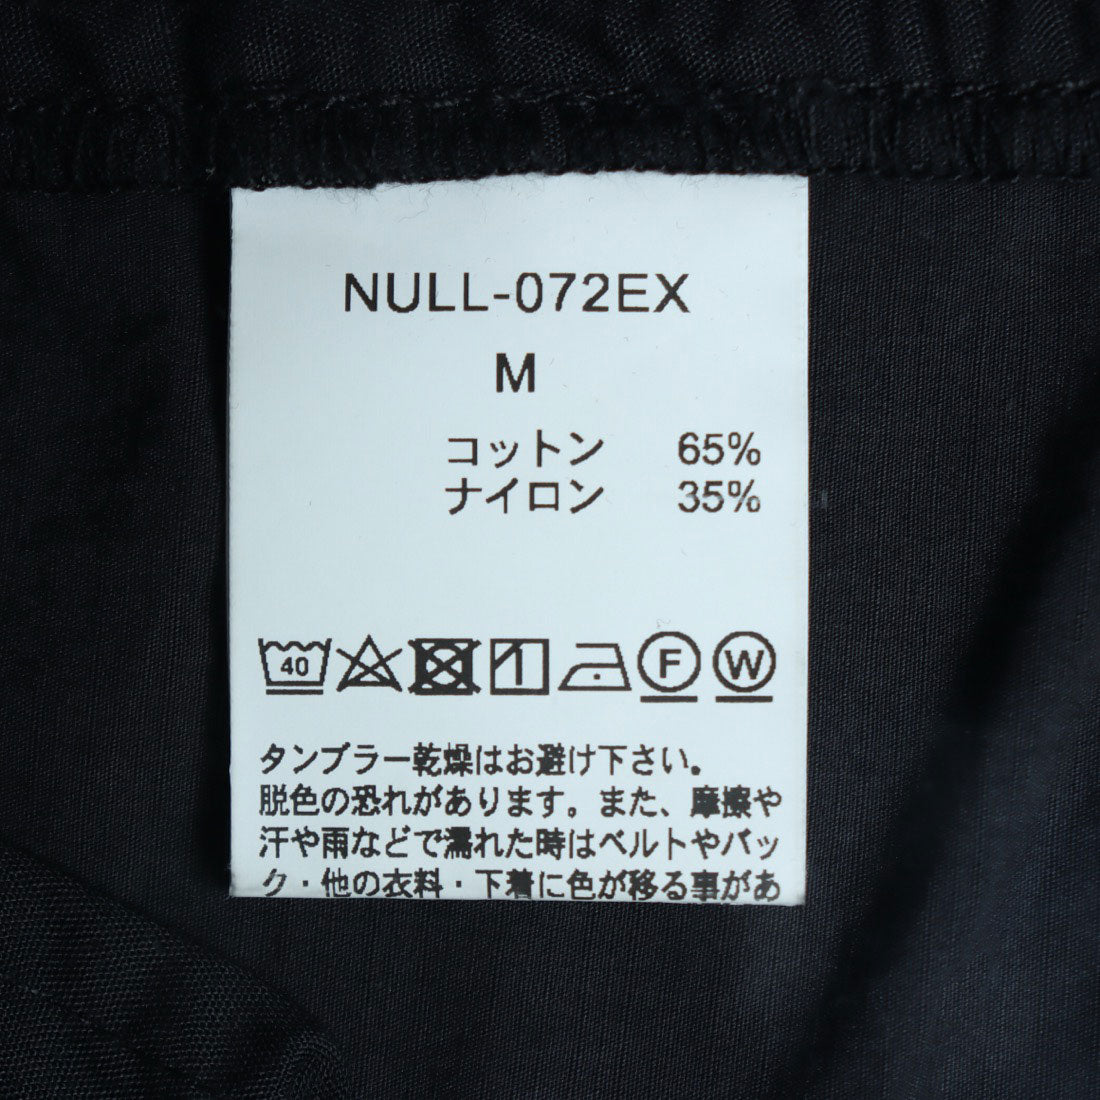 NULL-072EX
M
コットン 65%
ナイロン 35%
40 F W
タンブラー乾燥はお避け下さい。
脱色の恐れがあります。また、摩擦や
汗や雨などで濡れた時はベルトやバッ
ク・他の衣料・下着に色が移る事があ